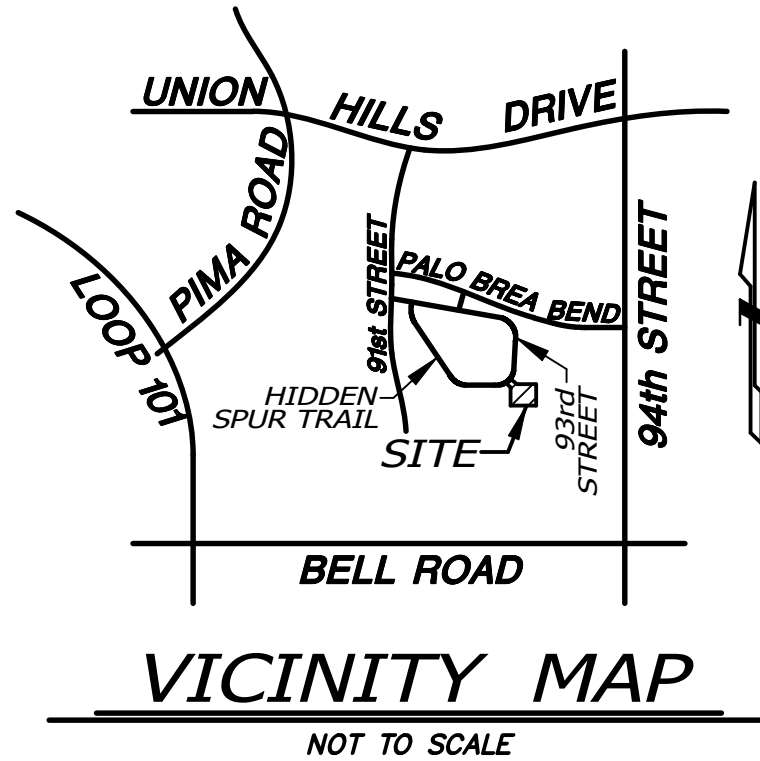 UNION HILLS DRIVE
PIMA ROAD
LOOP 101
91st STREET
PALO BREA BEND
94th STREET
HIDDEN
SPUR TRAIL
93rd
STREET
SITE
BELL ROAD
VICINITY MAP
NOT TO SCALE